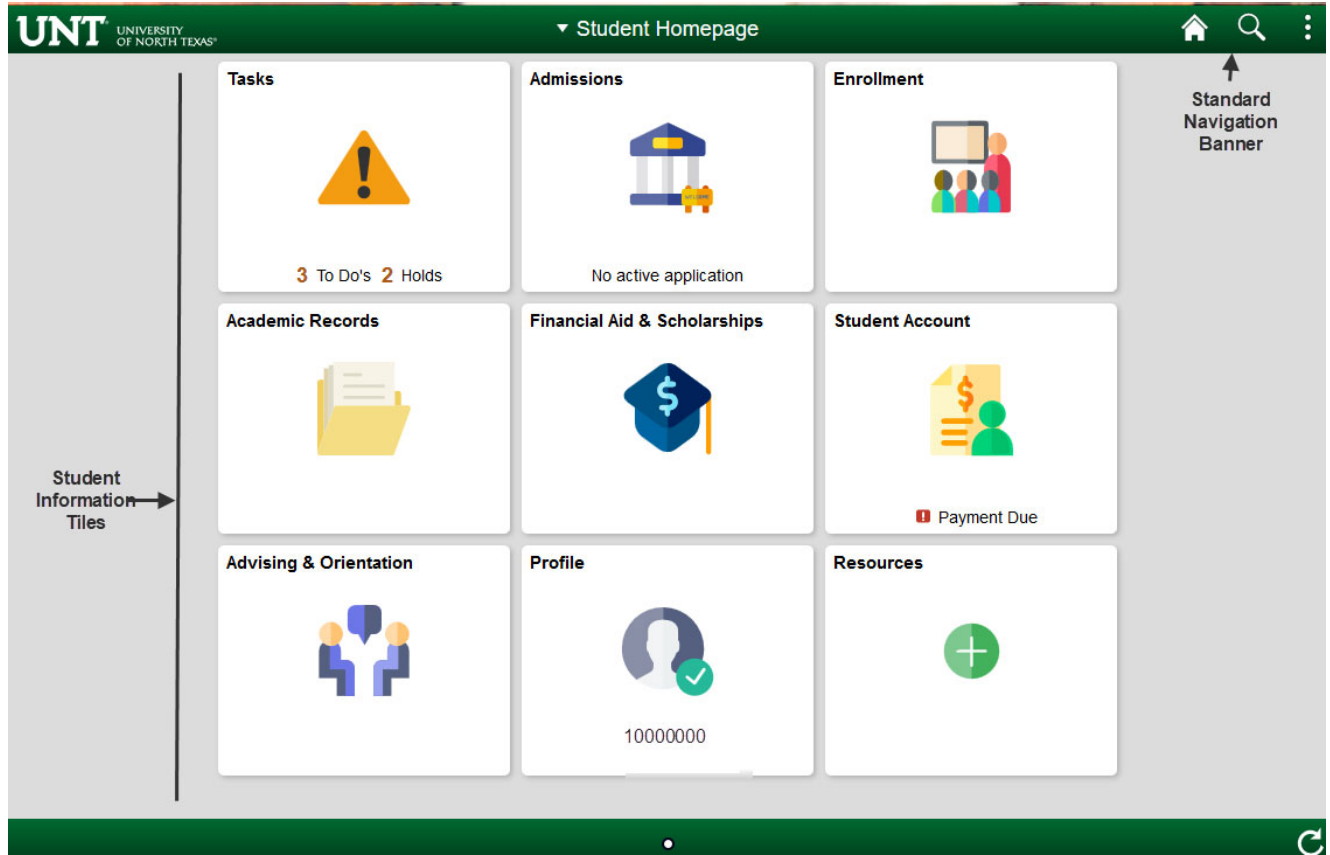 UNT UNIVERSITY
OF NORTH TEXAS®
Student Homepage
Standard
Navigation
Banner
Tasks
3 To Do's 2 Holds
Admissions
WELCOME
No active application
Enrollment
Academic Records
Financial Aid & Scholarships
$
Student Account
$
Payment Due
Student
Information
Tiles
Advising & Orientation
Profile
10000000
Resources